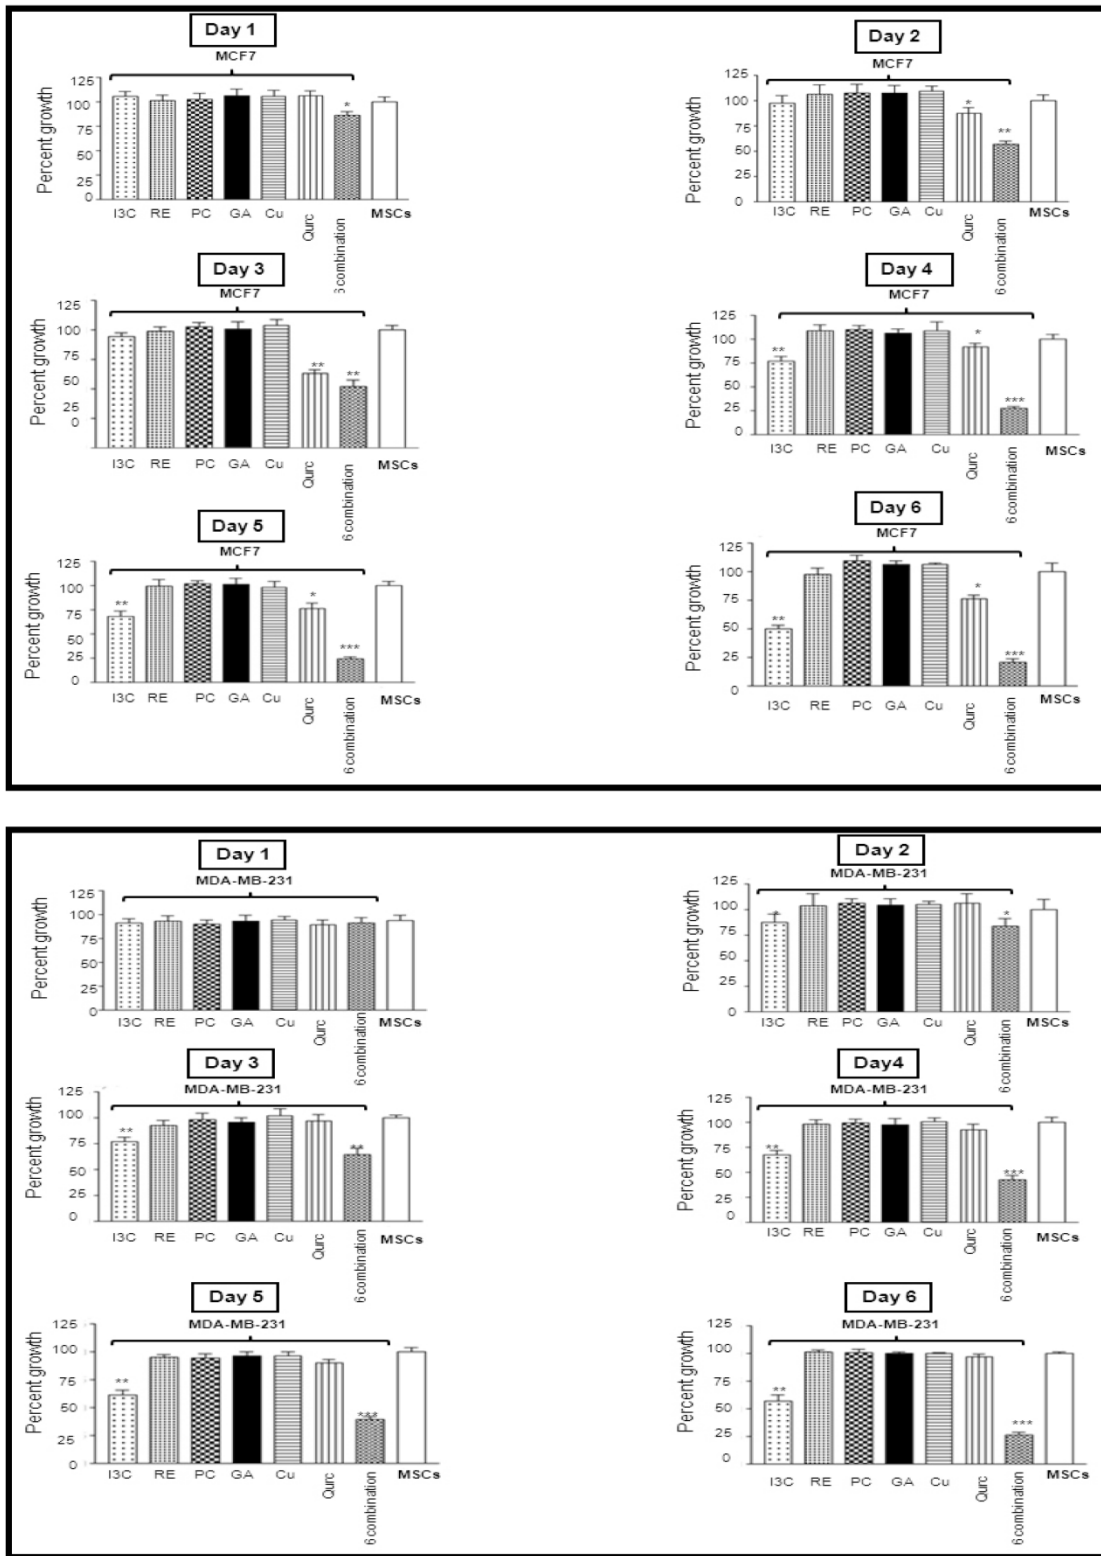 Day 1
MCF7
Percent growth
125
100
75
50
25
0
*
I3C RE PC GA Cu Qurc 6 combination MSCs
Day 2
MCF7
Percent growth
125
100
75
50
25
0
* **
I3C RE PC GA Cu Qurc 6 combination MSCs
Day 3
MCF7
Percent growth
125
100
75
50
25
0
** **
I3C RE PC GA Cu Qurc 6 combination MSCs
Day 4
MCF7
Percent growth
125
100
75
50
25
0
** * ***
I3C RE PC GA Cu Qurc 6 combination MSCs
Day 5
MCF7
Percent growth
125
100
75
50
25
0
** * ***
I3C RE PC GA Cu Qurc 6 combination MSCs
Day 6
MCF7
Percent growth
125
100
75
50
25
0
** * ***
I3C RE PC GA Cu Qurc 6 combination MSCs
Day 1
MDA-MB-231
Percent growth
125
100
75
50
25
0
I3C RE PC GA Cu Qurc 6 combination MSCs
Day 2
MDA-MB-231
Percent growth
125
100
75
50
25
0
* *
I3C RE PC GA Cu Qurc 6 combination MSCs
Day 3
MDA-MB-231
Percent growth
125
100
75
50
25
0
** **
I3C RE PC GA Cu Qurc 6 combination MSCs
Day4
MDA-MB-231
Percent growth
125
100
75
50
25
0
** ***
I3C RE PC GA Cu Qurc 6 combination MSCs
Day 5
MDA-MB-231
Percent growth
125
100
75
50
25
0
** ***
I3C RE PC GA Cu Qurc 6 combination MSCs
Day 6
MDA-MB-231
Percent growth
125
100
75
50
25
0
** ***
I3C RE PC GA Cu Qurc 6 combination MSCs